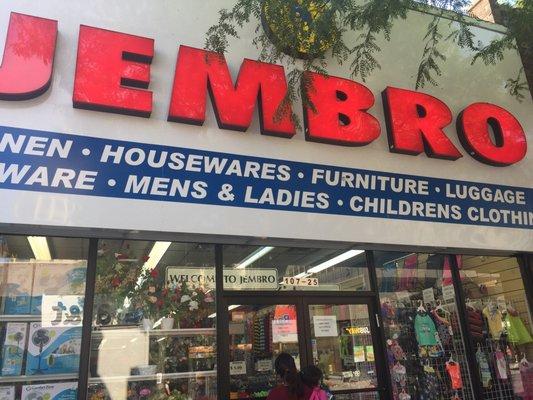 JEMBRO
NEN · HOUSEWARES · FURNITURE · LUGGAGE
WARE · MENS & LADIES · CHILDRENS CLOTHIN
WELCOME TO JEMBRO
107-25